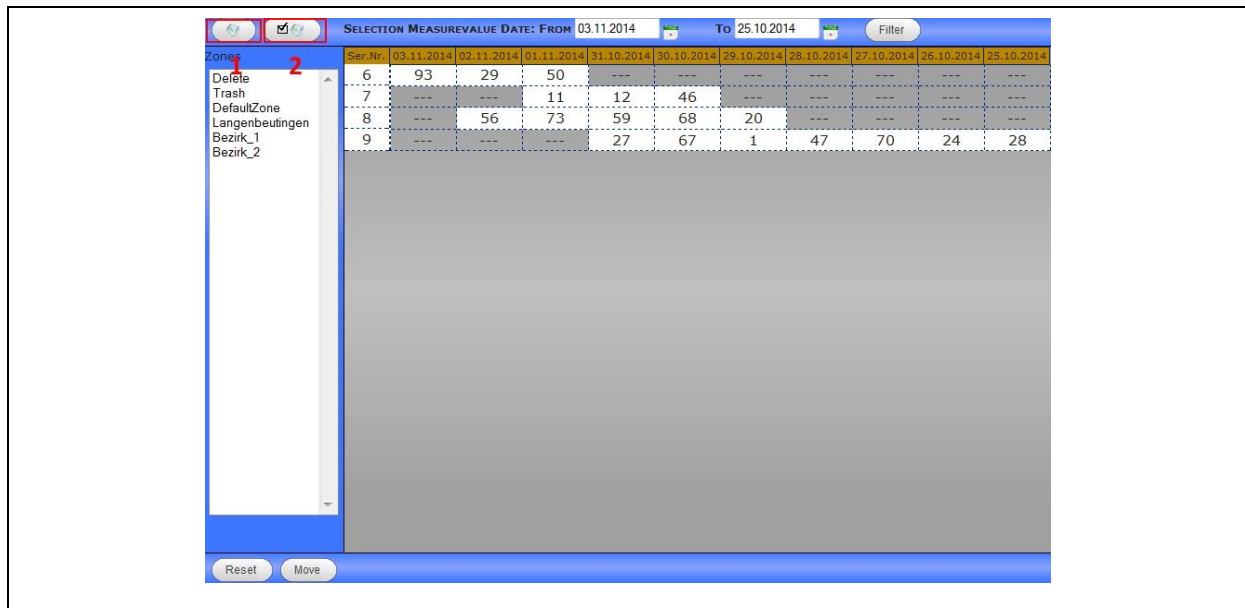 SELECTION MEASUREVALUE DATE: FROM 03.11.2014 TO 25.10.2014 Filter
1 2
Zones
Delete
Trash
DefaultZone
Langenbeutingen
Bezirk_1
Bezirk_2
Ser.Nr. 03.11.2014 02.11.2014 01.11.2014 31.10.2014 30.10.2014 29.10.2014 28.10.2014 27.10.2014 26.10.2014 25.10.2014
6 93 29 50 --- --- --- --- --- --- ---
7 --- --- 11 12 46 --- --- --- --- ---
8 --- 56 73 59 68 20 --- --- --- ---
9 --- --- --- 27 67 1 47 70 24 28
Reset Move